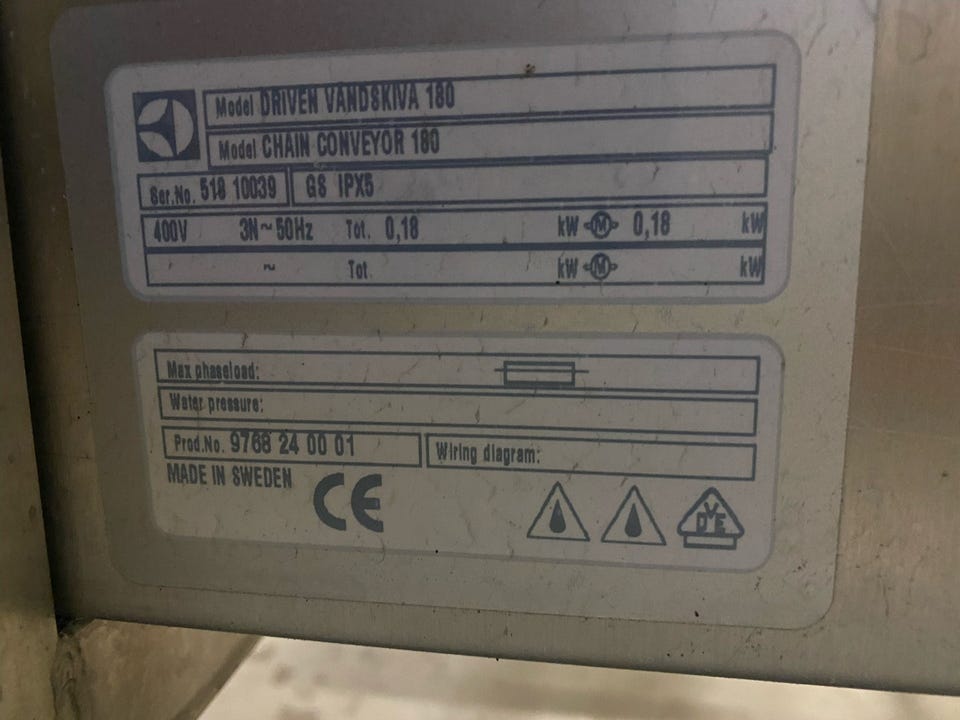 Model DRIVEN VÄNDSKIVA 180
Model CHAIN CONVEYOR 180
Ser.No. 518 10039 GS IPX5
400V 3N~50Hz Tot. 0,18 kW M 0,18 kW
~ Tot kW M kW
Max phaseload:
Water pressure:
Prod.No. 9768 24 00 01 Wiring diagram:
MADE IN SWEDEN
CE DVE